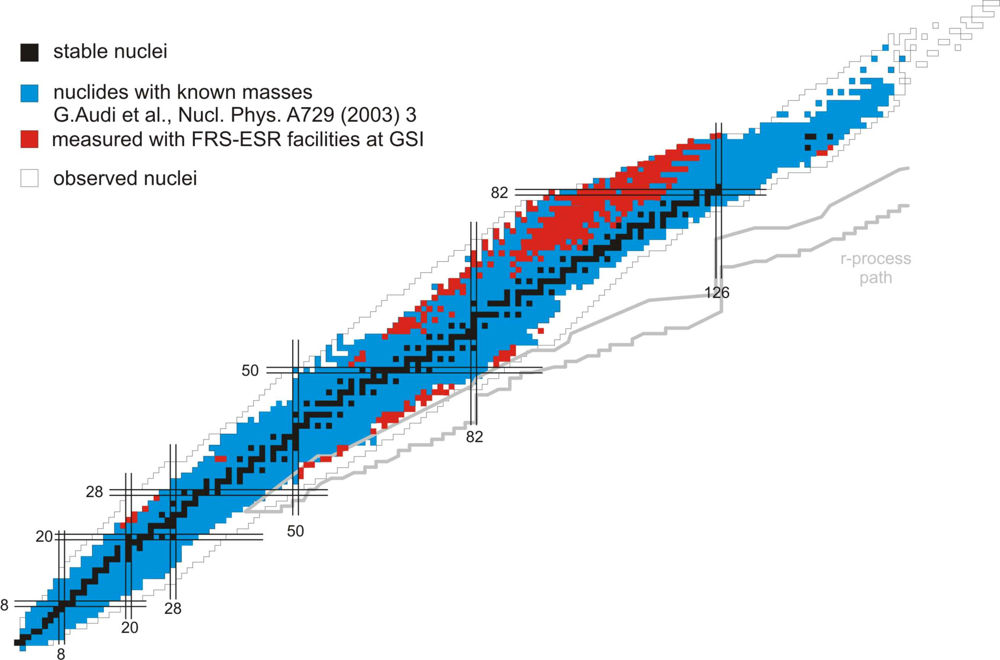 stable nuclei
nuclides with known masses
G.Audi et al., Nucl. Phys. A729 (2003) 3
measured with FRS-ESR facilities at GSI
observed nuclei
82
r-process
path
126
50
82
28
50
20
28
20
8
8